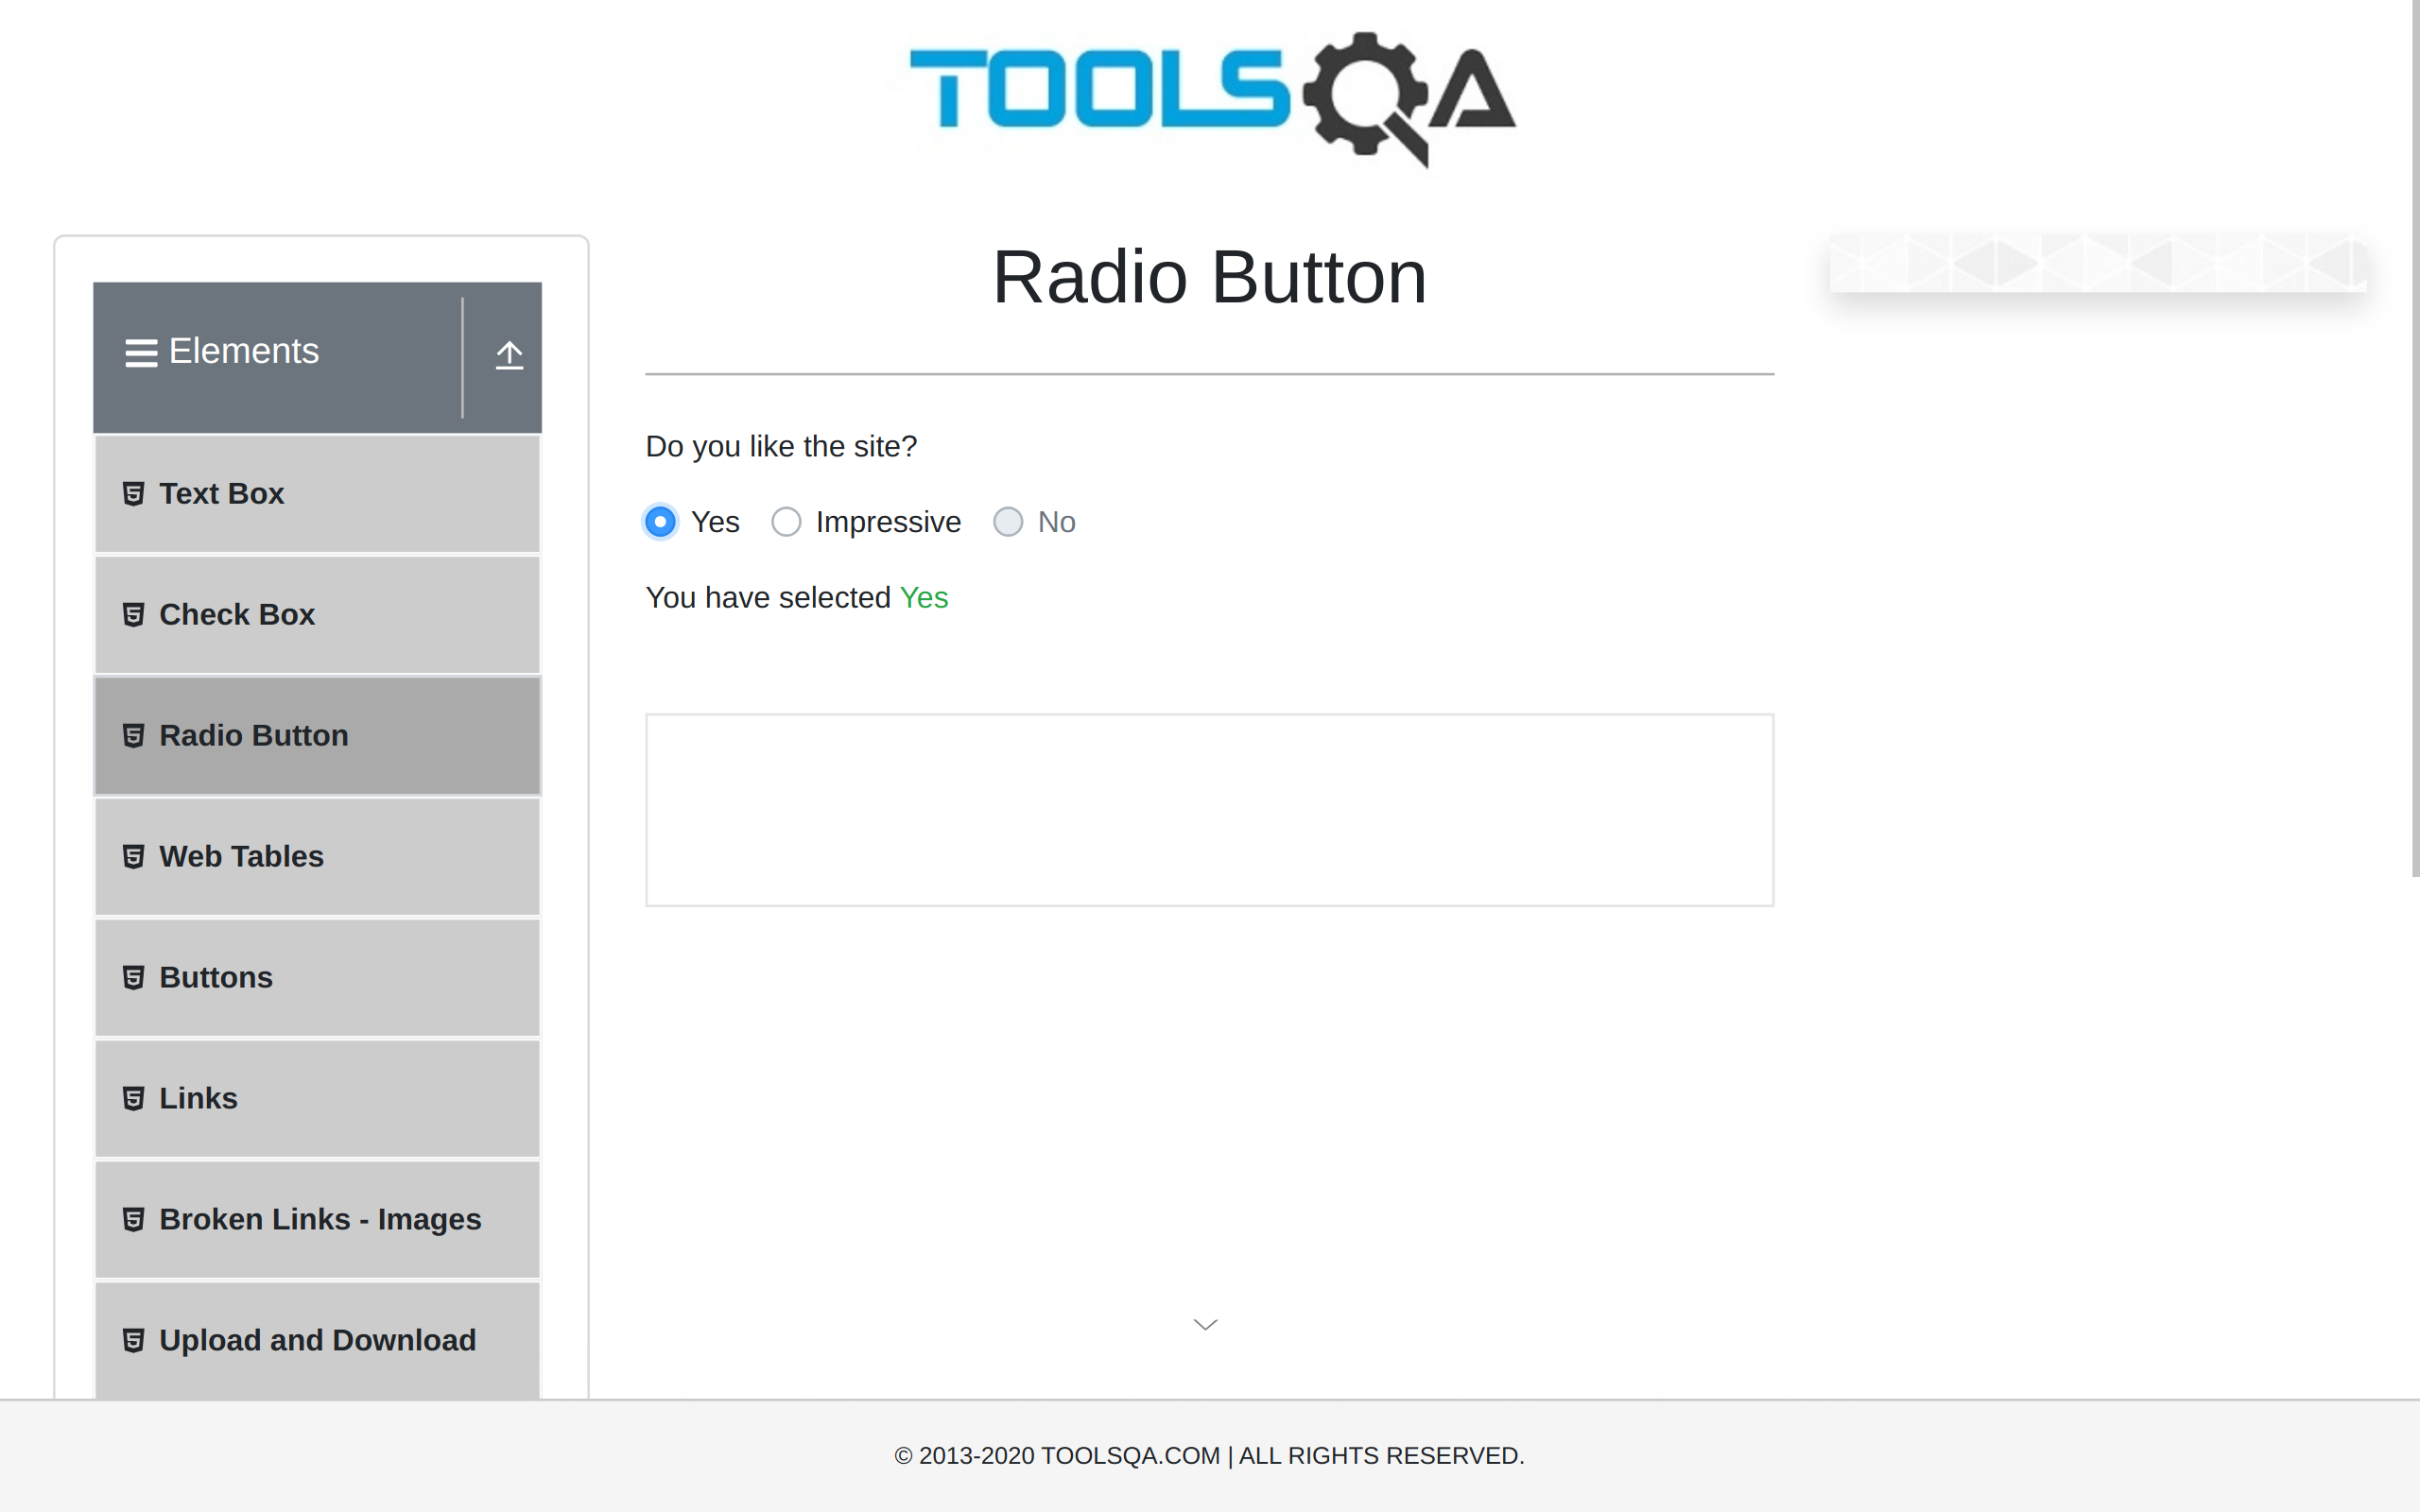 TOOLSQA
Radio Button
Elements
Text Box
Check Box
Radio Button
Web Tables
Buttons
Links
Broken Links - Images
Upload and Download
Do you like the site?
Yes Impressive No
You have selected Yes
© 2013-2020 TOOLSQA.COM | ALL RIGHTS RESERVED.